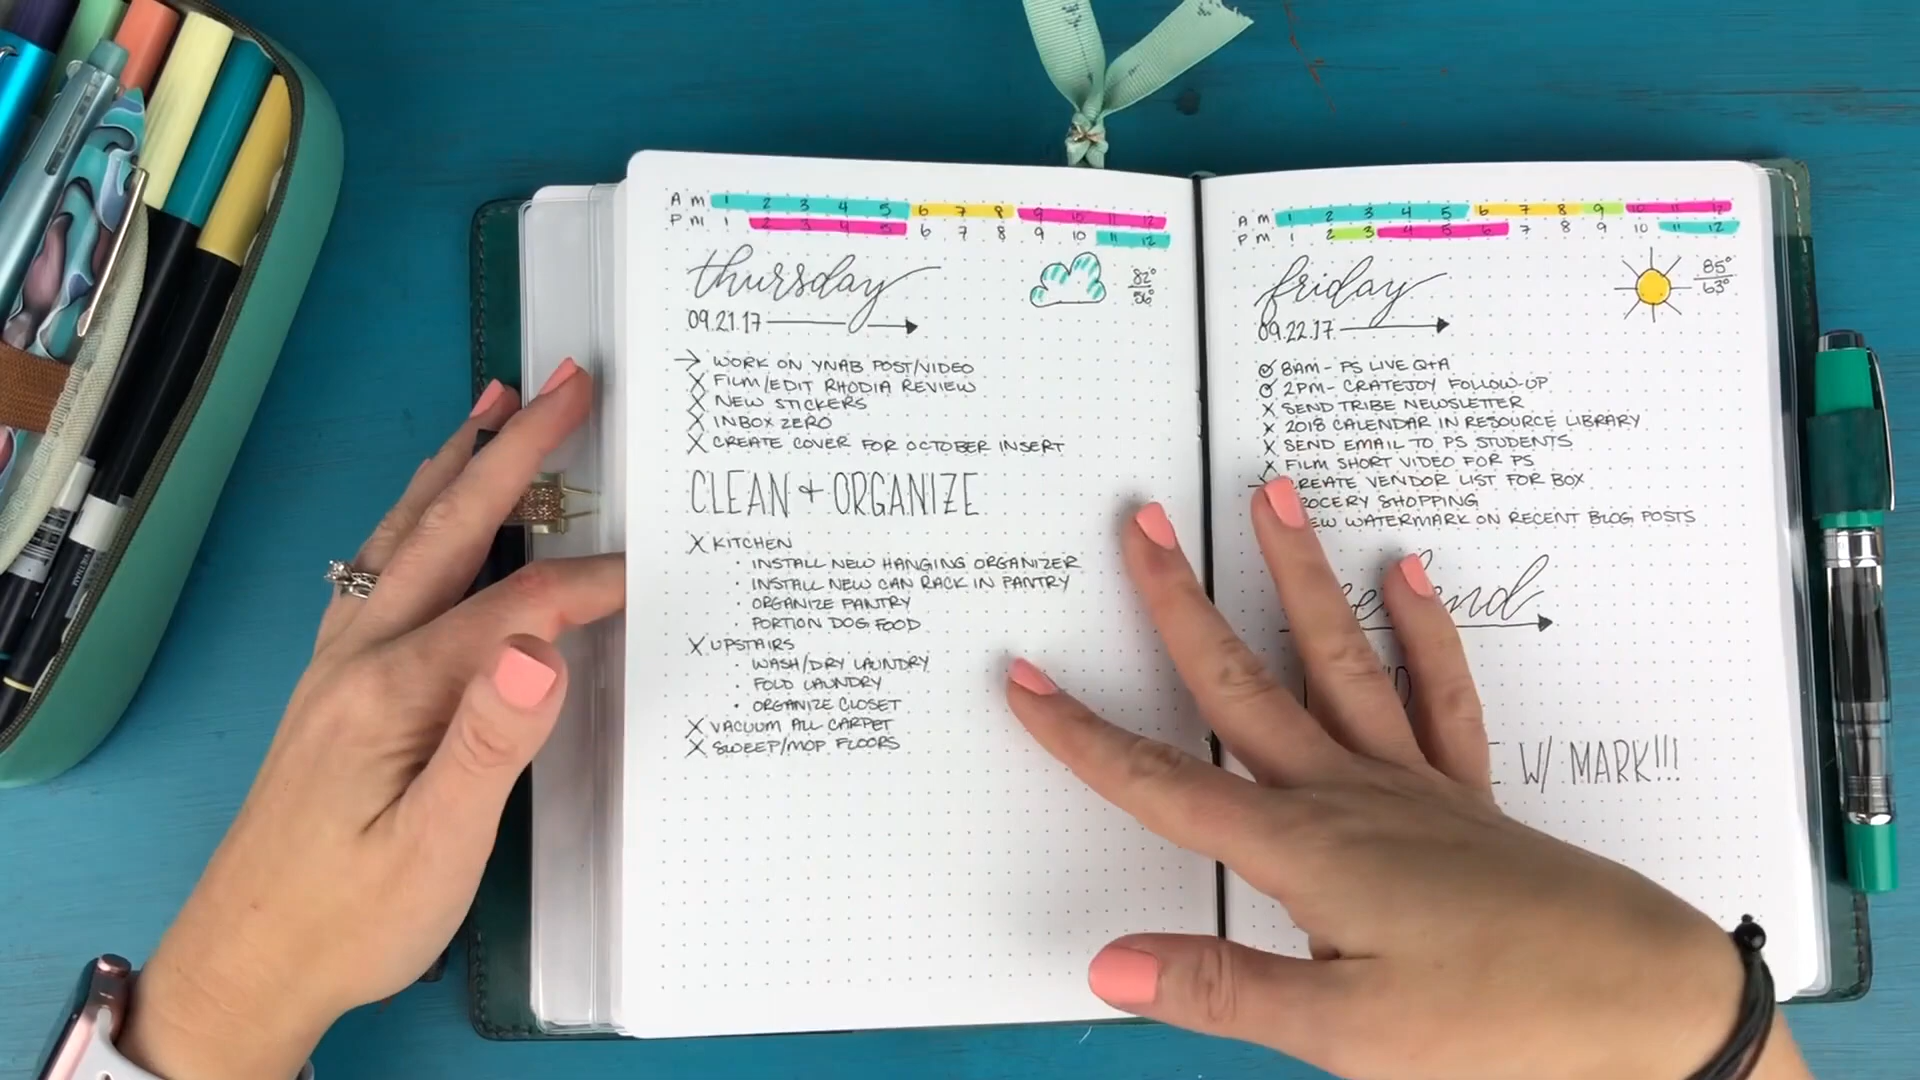 AM 1 2 3 4 5 6 7 8 9 10 11 12
PM 1 2 3 4 5 6 7 8 9 10 11 12
thursday
82°
56°
09.21.17
→ WORK ON YNAB POST/VIDEO
X FILM/EDIT RHODIA REVIEW
X NEW STICKERS
X INBOX ZERO
X CREATE COVER FOR OCTOBER INSERT
CLEAN + ORGANIZE
X KITCHEN
· INSTALL NEW HANGING ORGANIZER
· INSTALL NEW CAN RACK IN PANTRY
· ORGANIZE PANTRY
· PORTION DOG FOOD
X UPSTAIRS
· WASH/DRY LAUNDRY
· FOLD LAUNDRY
· ORGANIZE CLOSET
X VACUUM ALL CARPET
X SWEEP/MOP FLOORS
AM 1 2 3 4 5 6 7 8 9 10 11 12
PM 1 2 3 4 5 6 7 8 9 10 11 12
friday
85°
63°
09.22.17
8AM- PS LIVE Q+A
2PM- CRATEJOY FOLLOW-UP
X SEND TRIBE NEWSLETTER
X 2018 CALENDAR IN RESOURCE LIBRARY
X SEND EMAIL TO PS STUDENTS
X FILM SHORT VIDEO FOR PS
REATE VENDOR LIST FOR BOX
ROCERY SHOPPING
EW WATERMARK ON RECENT BLOG POSTS
E W/ MARK!!!
VIETNAM